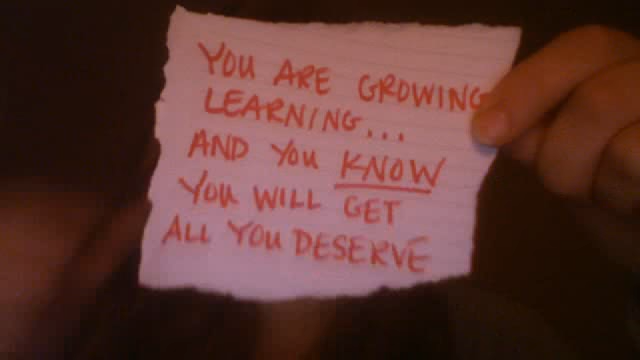 YOU ARE GROWING
LEARNING...
AND YOU KNOW
YOU WILL GET
ALL YOU DESERVE